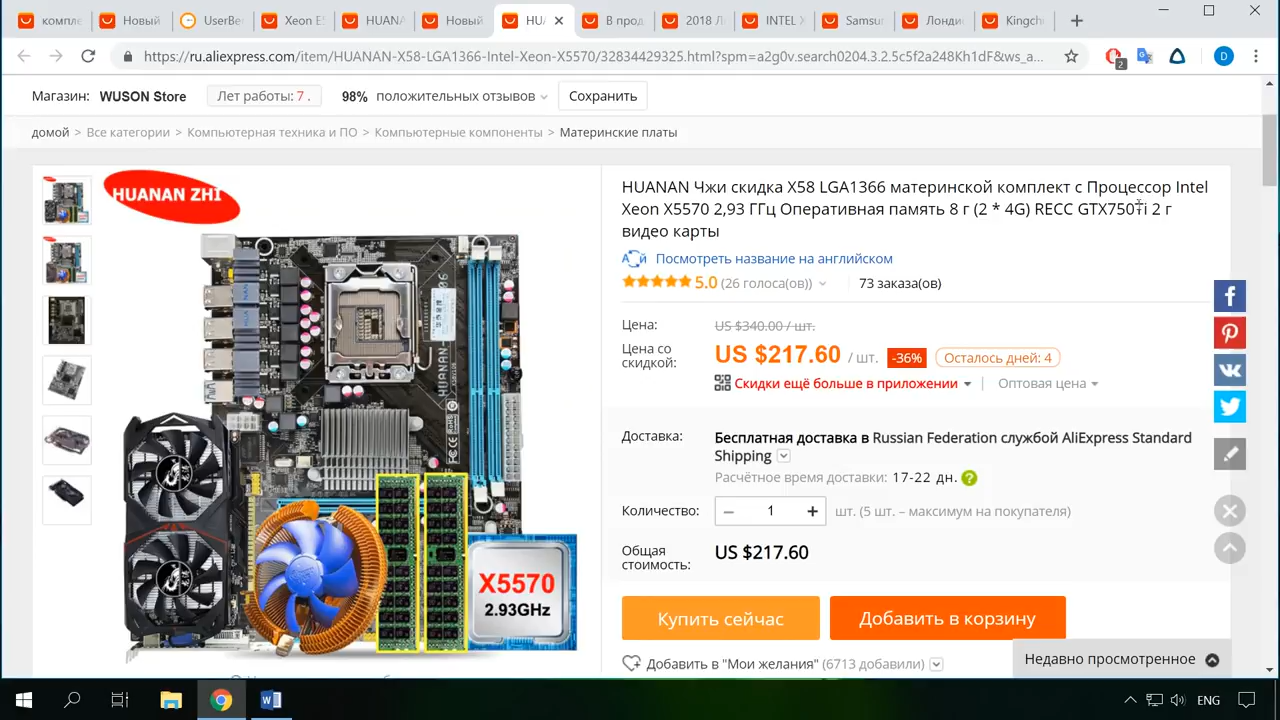 компле
Новый
UserBe
Xeon E5
HUANA
Новый
HUA
В прод
2018 Л
INTEL X
Samsu
Лондин
Kingch
https://ru.aliexpress.com/item/HUANAN-X58-LGA1366-Intel-Xeon-X5570/32834429325.html?spm=a2g0v.search0204.3.2.5c5f2a248Kh1dF&ws_a...
2
D
Магазин: WUSON Store Лет работы: 7 . 98% положительных отзывов Сохранить
домой > Все категории > Компьютерная техника и ПО > Компьютерные компоненты > Материнские платы
HUANAN ZHI
HUANAN Чжи скидка X58 LGA1366 материнской комплект с Процессор Intel
Xeon X5570 2,93 ГГц Оперативная память 8 г (2 * 4G) RECC GTX750Ti 2 г
видео карты
Посмотреть название на английском
5.0 (26 голоса(ов)) 73 заказа(ов)
Цена: US $340.00 / шт.
Цена со скидкой: US $217.60 / шт. -36% Осталось дней: 4
Скидки ещё больше в приложении | Оптовая цена
Доставка: Бесплатная доставка в Russian Federation службой AliExpress Standard
Shipping
Расчётное время доставки: 17-22 дн. ?
Количество: − 1 + шт. (5 шт. – максимум на покупателя)
Общая стоимость: US $217.60
X5570
2.93GHz
Купить сейчас Добавить в корзину
Добавить в "Мои желания" (6713 добавили)
Недавно просмотренное
ENG